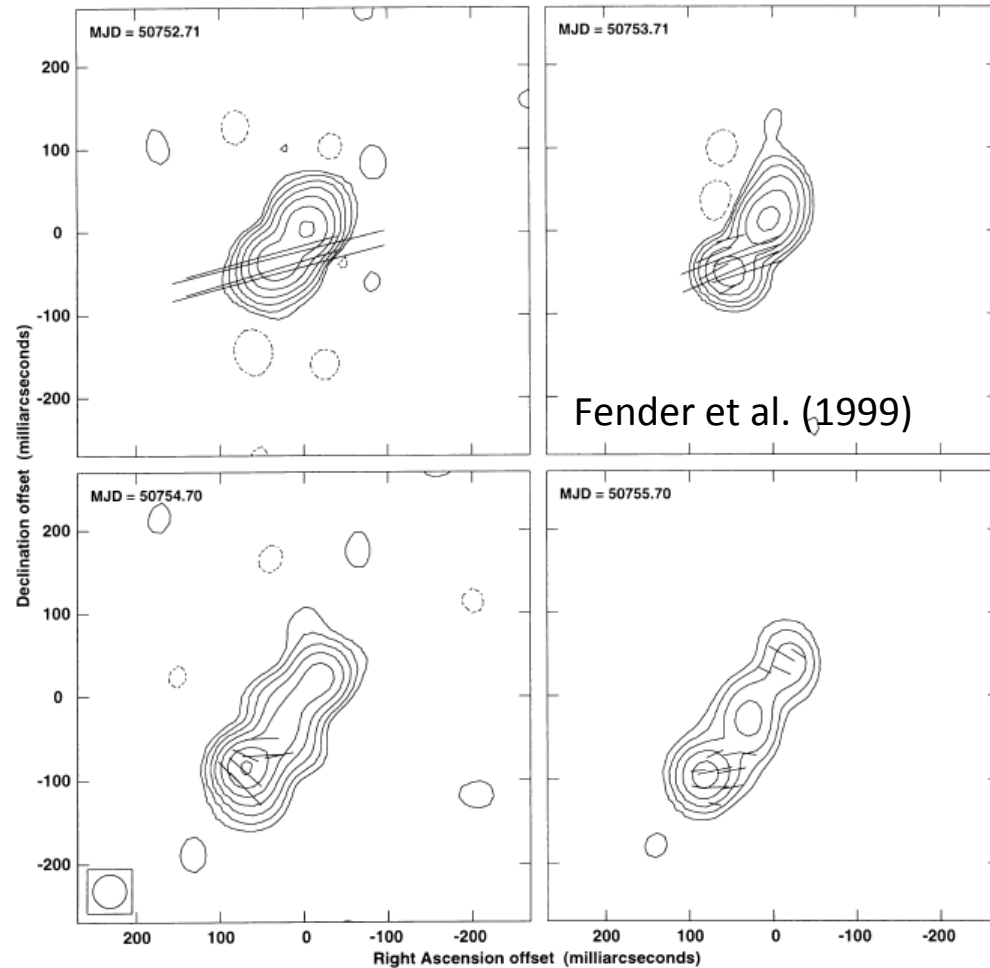 MJD = 50752.71
MJD = 50753.71
200
100
0
-100
-200
Fender et al. (1999)
Declination offset (milliarcseconds)
MJD = 50754.70
MJD = 50755.70
200
100
0
-100
-200
200 100 0 -100 -200 200 100 0 -100 -200
Right Ascension offset (milliarcseconds)